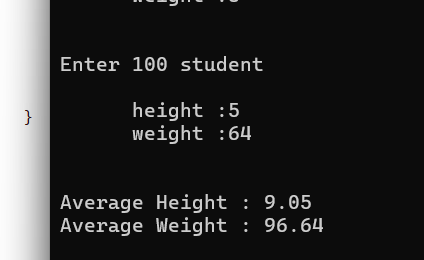 Enter 100 student
height :5
}
weight :64
Average Height : 9.05
Average Weight : 96.64